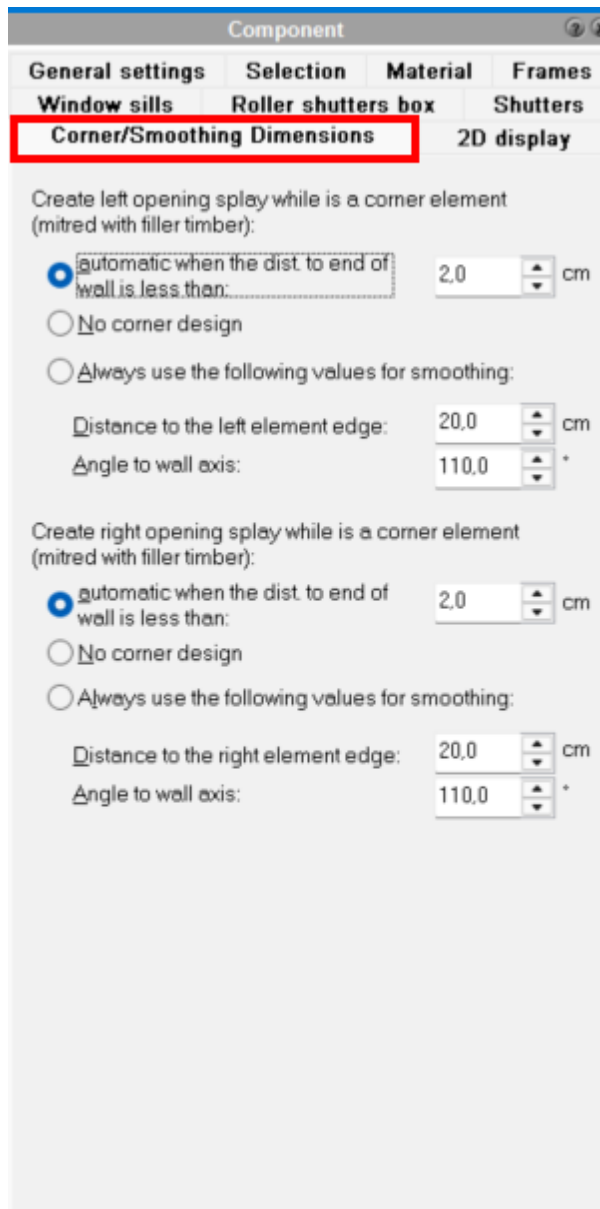 Component
General settings Selection Material Frames
Window sills Roller shutters box Shutters
Corner/Smoothing Dimensions 2D display
Create left opening splay while is a corner element
(mitred with filler timber):
automatic when the dist. to end of
wall is less than: 2,0 cm
No corner design
Always use the following values for smoothing:
Distance to the left element edge: 20,0 cm
Angle to wall axis: 110,0 °
Create right opening splay while is a corner element
(mitred with filler timber):
automatic when the dist. to end of
wall is less than: 2,0 cm
No corner design
Always use the following values for smoothing:
Distance to the right element edge: 20,0 cm
Angle to wall axis: 110,0 °